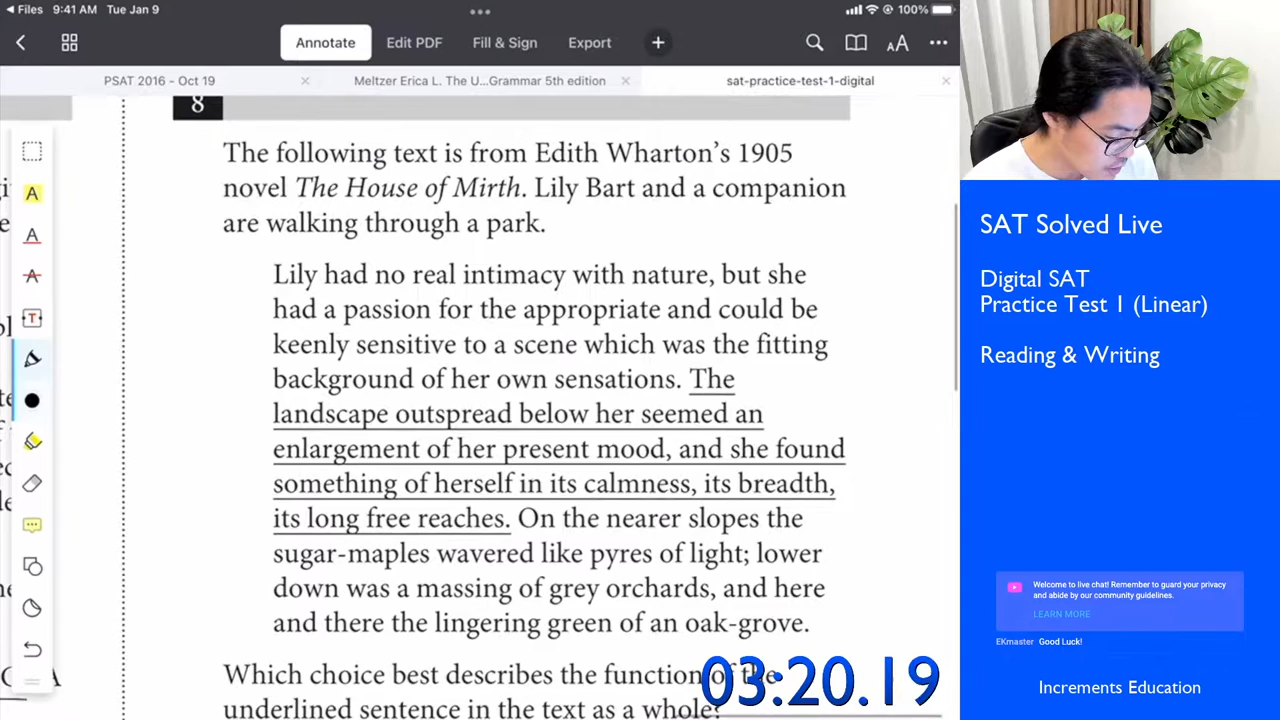 Files 9:41 AM Tue Jan 9
100%
Annotate
Edit PDF
Fill & Sign
Export
AA
PSAT 2016 - Oct 19
Meltzer Erica L. The U...Grammar 5th edition
sat-practice-test-1-digital
8
The following text is from Edith Wharton’s 1905
novel The House of Mirth. Lily Bart and a companion
are walking through a park.
Lily had no real intimacy with nature, but she
had a passion for the appropriate and could be
keenly sensitive to a scene which was the fitting
background of her own sensations. The
landscape outspread below her seemed an
enlargement of her present mood, and she found
something of herself in its calmness, its breadth,
its long free reaches. On the nearer slopes the
sugar-maples wavered like pyres of light; lower
down was a massing of grey orchards, and here
and there the lingering green of an oak-grove.
Which choice best describes the function of the
underlined sentence in the text as a whole?
03:20.19
A
A
A
T
SAT Solved Live
Digital SAT
Practice Test 1 (Linear)
Reading & Writing
Welcome to live chat! Remember to guard your privacy
and abide by our community guidelines.
LEARN MORE
EKmaster Good Luck!
Increments Education